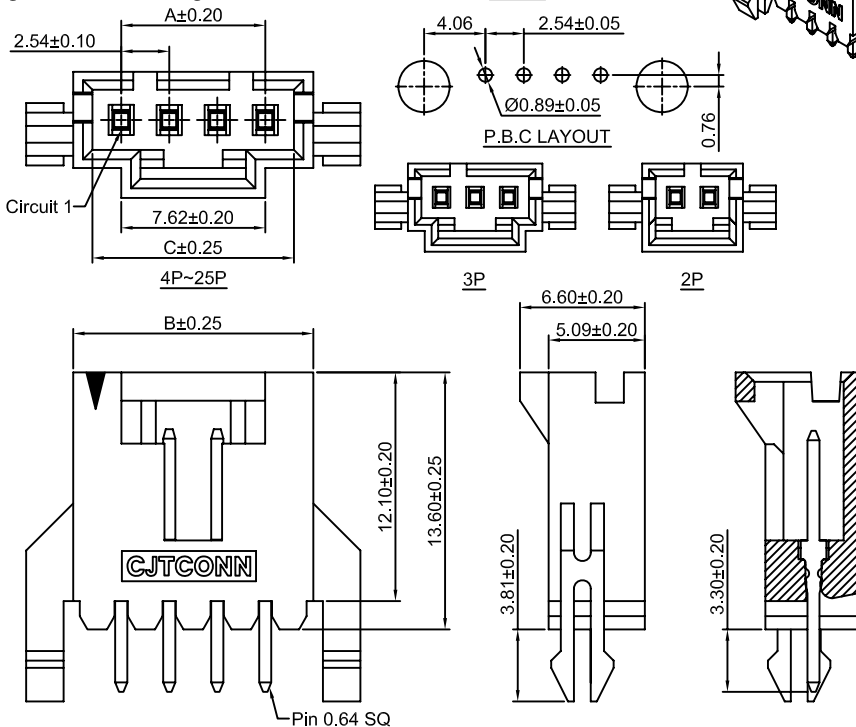 A±0.20
2.54±0.10
4.06
2.54±0.05
Ø0.89±0.05
P.B.C LAYOUT
0.76
Circuit 1
7.62±0.20
C±0.25
4P~25P
3P
2P
B±0.25
6.60±0.20
5.09±0.20
12.10±0.20
13.60±0.25
3.81±0.20
3.30±0.20
CJTCONN
Pin 0.64 SQ